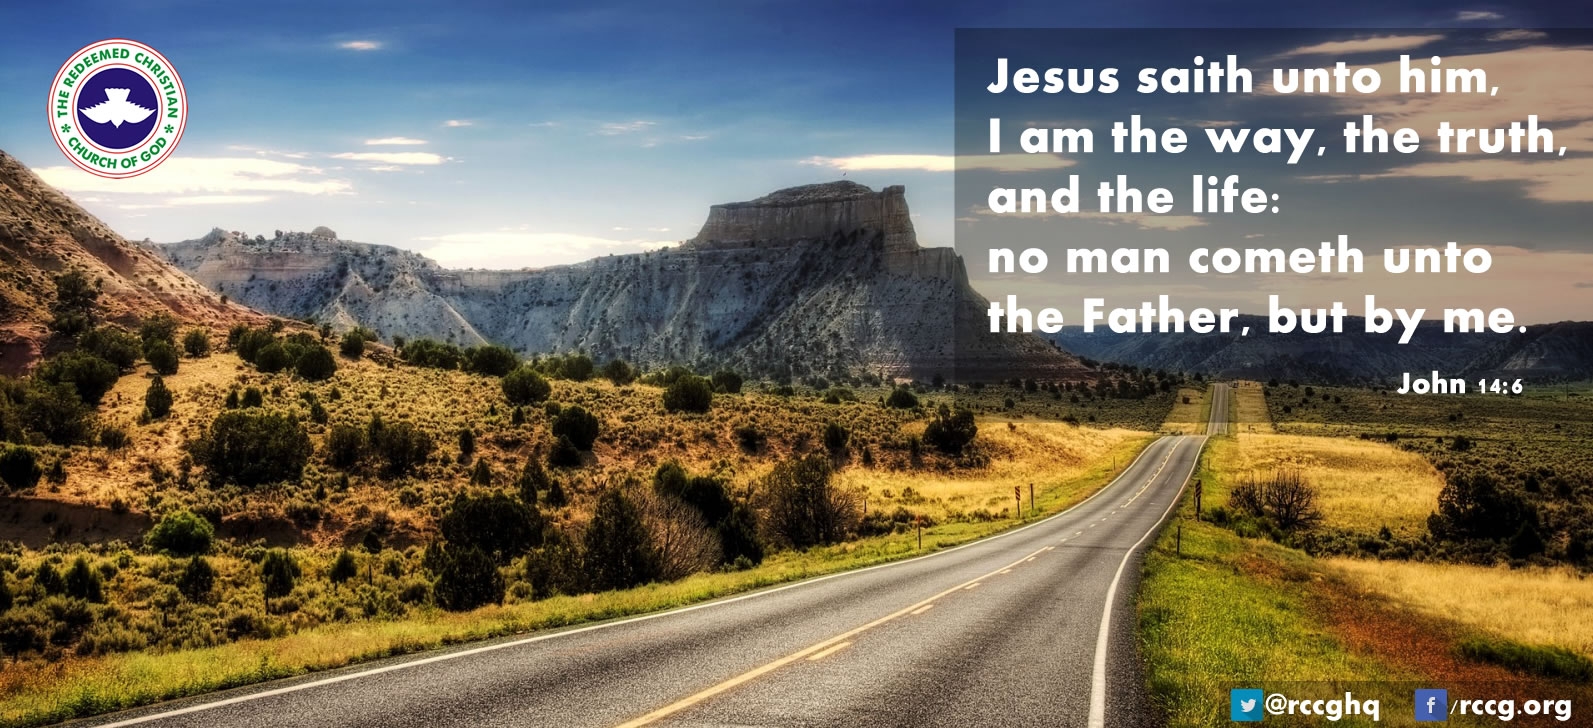 THE REDEEMED CHRISTIAN
* CHURCH OF GOD *
Jesus saith unto him,
I am the way, the truth,
and the life:
no man cometh unto
the Father, but by me.
John 14:6
@rccghq
f /rccg.org